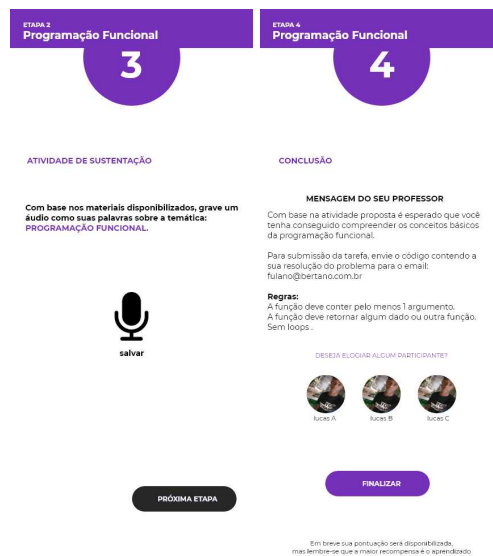 ETAPA 2
Programação Funcional
3
ATIVIDADE DE SUSTENTAÇÃO
Com base nos materiais disponibilizados, grave um
áudio como suas palavras sobre a temática:
PROGRAMAÇÃO FUNCIONAL.
salvar
PRÓXIMA ETAPA
ETAPA 4
Programação Funcional
4
CONCLUSÃO
MENSAGEM DO SEU PROFESSOR
Com base na atividade proposta é esperado que você
tenha conseguido compreender os conceitos básicos
da programação funcional.
Para submissão da tarefa, envie o código contendo a
sua resolução do problema para o email:
fulano@bertano.com.br
Regras:
A função deve conter pelo menos 1 argumento.
A função deve retornar algum dado ou outra função.
Sem loops .
DESEJA ELOGIAR ALGUM PARTICIPANTE?
lucas A
lucas B
lucas C
FINALIZAR
Em breve sua pontuação será disponibilizada,
mas lembre-se que a maior recompensa é o aprendizado